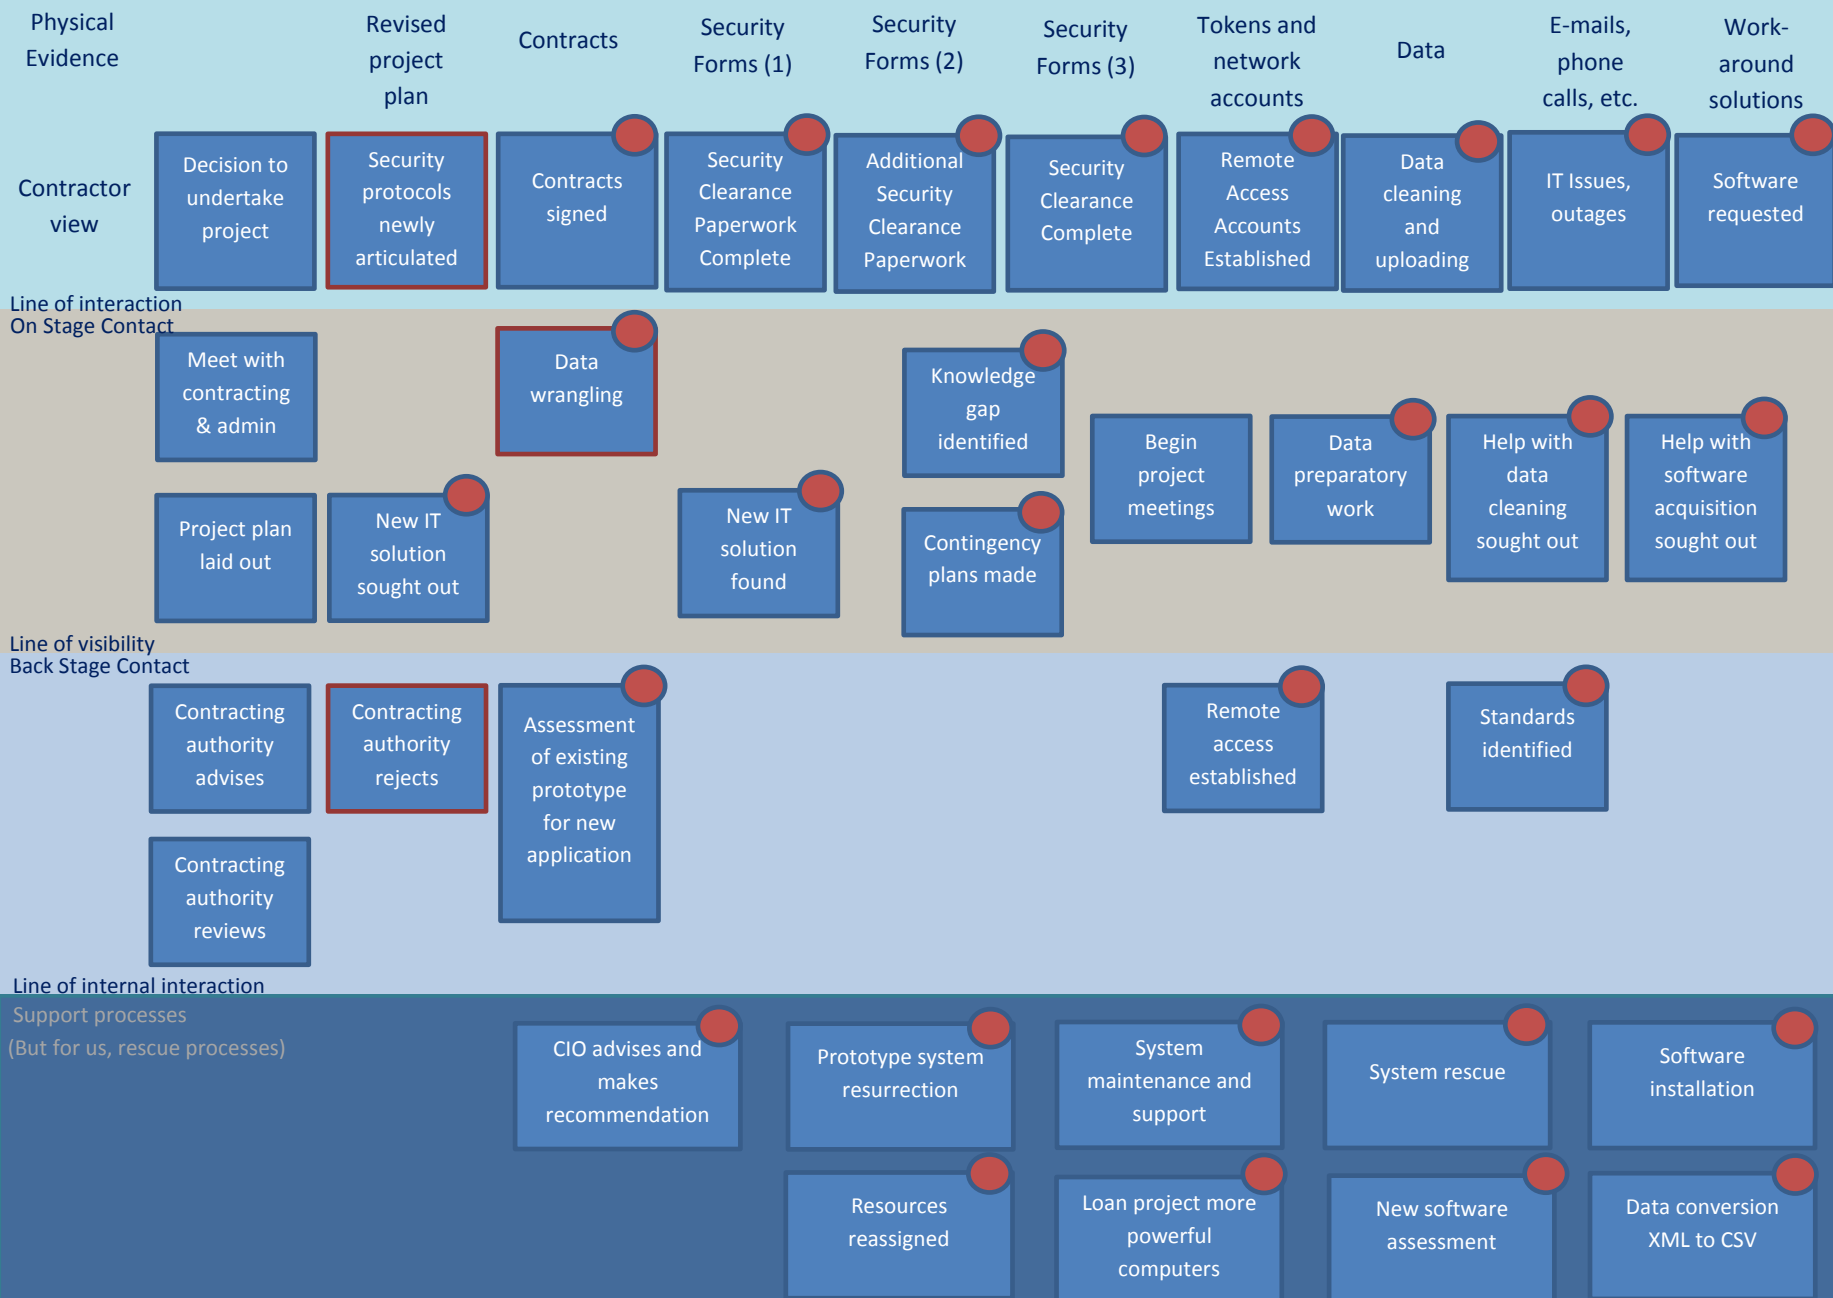 Physical
Evidence
Revised
project
plan
Contracts
Security
Forms (1)
Security
Forms (2)
Security
Forms (3)
Tokens and
network
accounts
Data
E-mails,
phone
calls, etc.
Work-
around
solutions
Contractor
view
Decision to
undertake
project
Security
protocols
newly
articulated
Contracts
signed
Security
Clearance
Paperwork
Complete
Additional
Security
Clearance
Paperwork
Security
Clearance
Complete
Remote
Access
Accounts
Established
Data
cleaning
and
uploading
IT Issues,
outages
Software
requested
Line of interaction
On Stage Contact
Meet with
contracting
& admin
Data
wrangling
Knowledge
gap
identified
Begin
project
meetings
Data
preparatory
work
Help with
data
cleaning
sought out
Help with
software
acquisition
sought out
Project plan
laid out
New IT
solution
sought out
New IT
solution
found
Contingency
plans made
Line of visibility
Back Stage Contact
Contracting
authority
advises
Contracting
authority
rejects
Assessment
of existing
prototype
for new
application
Remote
access
established
Standards
identified
Contracting
authority
reviews
Line of internal interaction
Support processes
(But for us, rescue processes)
CIO advises and
makes
recommendation
Prototype system
resurrection
System
maintenance and
support
System rescue
Software
installation
Resources
reassigned
Loan project more
powerful
computers
New software
assessment
Data conversion
XML to CSV